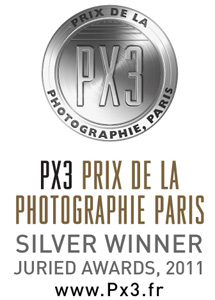 PRIX DE LA
PX3
PHOTOGRAPHIE, PARIS
PX3 PRIX DE LA
PHOTOGRAPHIE PARIS
SILVER WINNER
JURIED AWARDS, 2011
www.Px3.fr